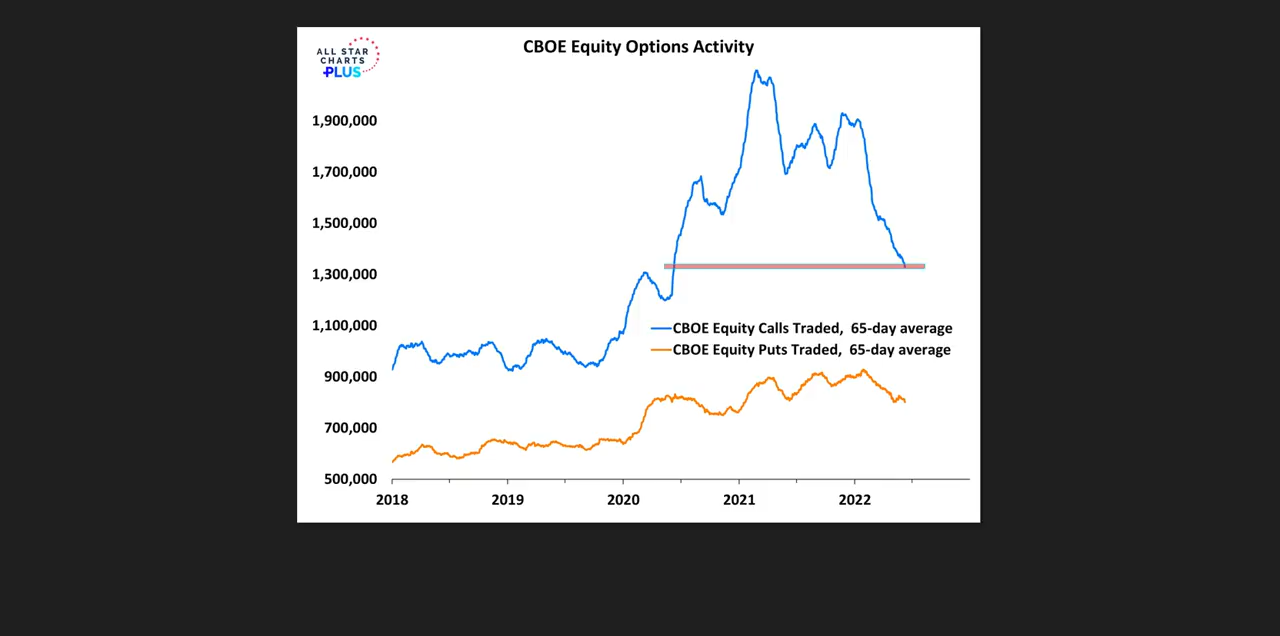 CBOE Equity Options Activity
ALL STAR
CHARTS
PLUS
1,900,000
1,700,000
1,500,000
1,300,000
1,100,000
900,000
700,000
500,000
CBOE Equity Calls Traded, 65-day average
CBOE Equity Puts Traded, 65-day average
2018 2019 2020 2021 2022